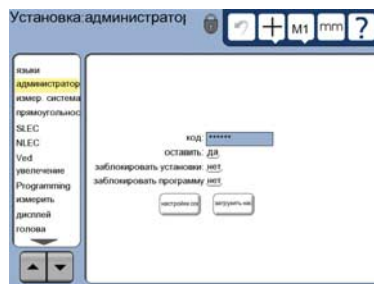 Установка:администратор
M1 mm ?
языки
администратор
измер. система
прямоугольнос
SLEC
NLEC
Ved
увелечение
Programming
измерить
дисплей
голова
код: ******
оставить: да
заблокировать установки: нет
заблокировать программу нет